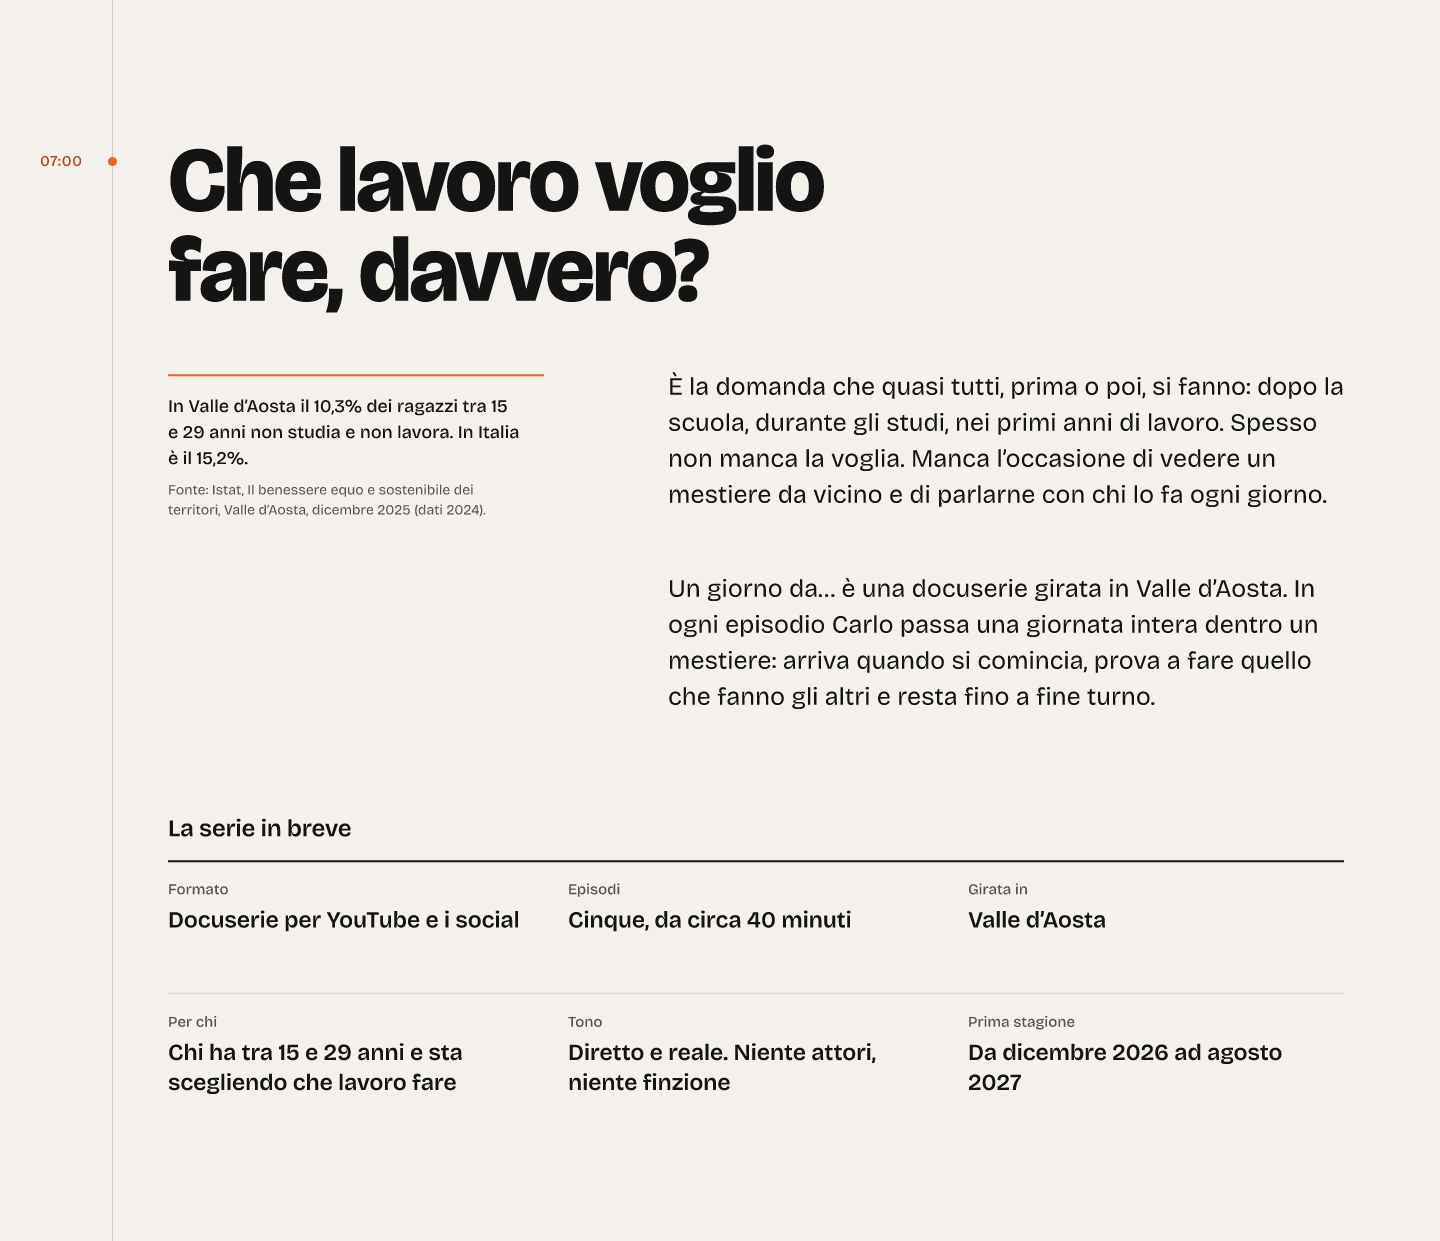 07:00
Che lavoro voglio
fare, davvero?
In Valle d’Aosta il 10,3% dei ragazzi tra 15
e 29 anni non studia e non lavora. In Italia
è il 15,2%.
Fonte: Istat, Il benessere equo e sostenibile dei
territori, Valle d’Aosta, dicembre 2025 (dati 2024).
È la domanda che quasi tutti, prima o poi, si fanno: dopo la
scuola, durante gli studi, nei primi anni di lavoro. Spesso
non manca la voglia. Manca l’occasione di vedere un
mestiere da vicino e di parlarne con chi lo fa ogni giorno.
Un giorno da… è una docuserie girata in Valle d’Aosta. In
ogni episodio Carlo passa una giornata intera dentro un
mestiere: arriva quando si comincia, prova a fare quello
che fanno gli altri e resta fino a fine turno.
La serie in breve
Formato
Docuserie per YouTube e i social
Episodi
Cinque, da circa 40 minuti
Girata in
Valle d’Aosta
Per chi
Chi ha tra 15 e 29 anni e sta
scegliendo che lavoro fare
Tono
Diretto e reale. Niente attori,
niente finzione
Prima stagione
Da dicembre 2026 ad agosto
2027